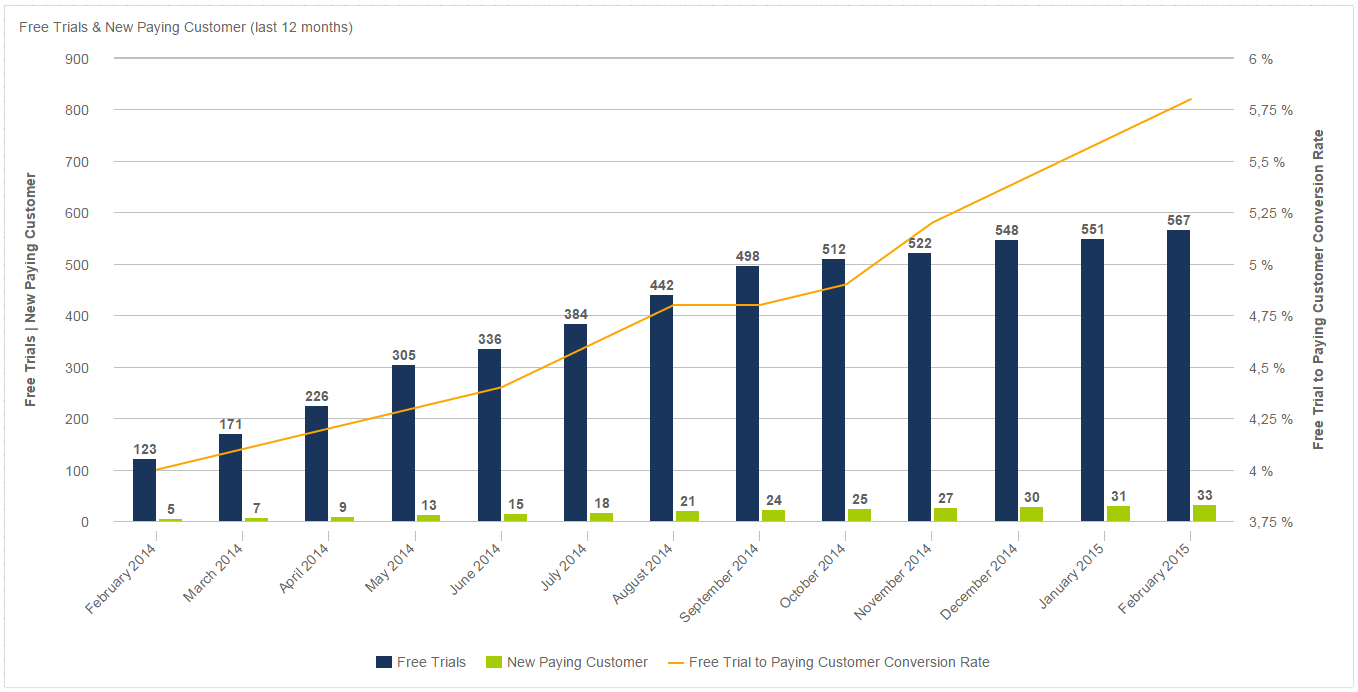 Free Trials & New Paying Customer (last 12 months)
900
800
700
600
500
400
300
200
100
0
Free Trials | New Paying Customer
6 %
5,75 %
5,5 %
5,25 %
5 %
4,75 %
4,5 %
4,25 %
4 %
3,75 %
Free Trial to Paying Customer Conversion Rate
123
5
171
7
226
9
305
13
336
15
384
18
442
21
498
24
512
25
522
27
548
30
551
31
567
33
February 2014
March 2014
April 2014
May 2014
June 2014
July 2014
August 2014
September 2014
October 2014
November 2014
December 2014
January 2015
February 2015
Free Trials
New Paying Customer
Free Trial to Paying Customer Conversion Rate